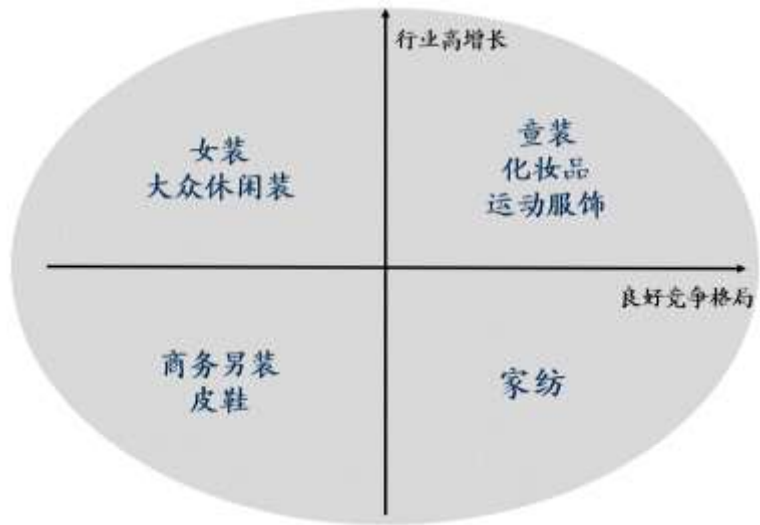 行业高增长
女装
大众休闲装
童装
化妆品
运动服饰
良好竞争格局
商务男装
皮鞋
家纺